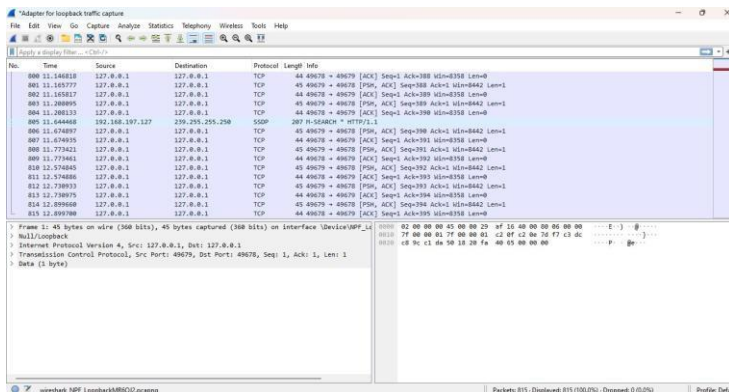 *Adapter for loopback traffic capture
File Edit View Go Capture Analyze Statistics Telephony Wireless Tools Help
Apply a display filter ... <Ctrl-/>
No. Time Source Destination Protocol Length Info
800 11.146818 127.0.0.1 127.0.0.1 TCP 44 49678 → 49679 [ACK] Seq=1 Ack=388 Win=8358 Len=0
801 11.165777 127.0.0.1 127.0.0.1 TCP 45 49679 → 49678 [PSH, ACK] Seq=388 Ack=1 Win=8442 Len=1
802 11.165817 127.0.0.1 127.0.0.1 TCP 44 49678 → 49679 [ACK] Seq=1 Ack=389 Win=8358 Len=0
803 11.208095 127.0.0.1 127.0.0.1 TCP 45 49679 → 49678 [PSH, ACK] Seq=389 Ack=1 Win=8442 Len=1
804 11.208133 127.0.0.1 127.0.0.1 TCP 44 49678 → 49679 [ACK] Seq=1 Ack=390 Win=8358 Len=0
805 11.644468 192.168.197.127 239.255.255.250 SSDP 207 M-SEARCH * HTTP/1.1
806 11.674897 127.0.0.1 127.0.0.1 TCP 45 49679 → 49678 [PSH, ACK] Seq=390 Ack=1 Win=8442 Len=1
807 11.674935 127.0.0.1 127.0.0.1 TCP 44 49678 → 49679 [ACK] Seq=1 Ack=391 Win=8358 Len=0
808 11.773421 127.0.0.1 127.0.0.1 TCP 45 49679 → 49678 [PSH, ACK] Seq=391 Ack=1 Win=8442 Len=1
809 11.773461 127.0.0.1 127.0.0.1 TCP 44 49678 → 49679 [ACK] Seq=1 Ack=392 Win=8358 Len=0
810 12.574845 127.0.0.1 127.0.0.1 TCP 45 49679 → 49678 [PSH, ACK] Seq=392 Ack=1 Win=8442 Len=1
811 12.574886 127.0.0.1 127.0.0.1 TCP 44 49678 → 49679 [ACK] Seq=1 Ack=393 Win=8358 Len=0
812 12.730933 127.0.0.1 127.0.0.1 TCP 45 49679 → 49678 [PSH, ACK] Seq=393 Ack=1 Win=8442 Len=1
813 12.730975 127.0.0.1 127.0.0.1 TCP 44 49678 → 49679 [ACK] Seq=1 Ack=394 Win=8358 Len=0
814 12.899660 127.0.0.1 127.0.0.1 TCP 45 49679 → 49678 [PSH, ACK] Seq=394 Ack=1 Win=8442 Len=1
815 12.899700 127.0.0.1 127.0.0.1 TCP 44 49678 → 49679 [ACK] Seq=1 Ack=395 Win=8358 Len=0
> Frame 1: 45 bytes on wire (360 bits), 45 bytes captured (360 bits) on interface \Device\NPF_Lo
> Null/Loopback
> Internet Protocol Version 4, Src: 127.0.0.1, Dst: 127.0.0.1
> Transmission Control Protocol, Src Port: 49679, Dst Port: 49678, Seq: 1, Ack: 1, Len: 1
> Data (1 byte)
0000 02 00 00 00 45 00 00 29 af 16 40 00 80 06 00 00
0010 7f 00 00 01 7f 00 00 01 c2 0f c2 0e 7d f7 c3 dc
0020 c8 9c c1 da 50 18 20 fa 40 65 00 00 00
Packets: 815 · Displayed: 815 (100.0%) · Dropped: 0 (0.0%)